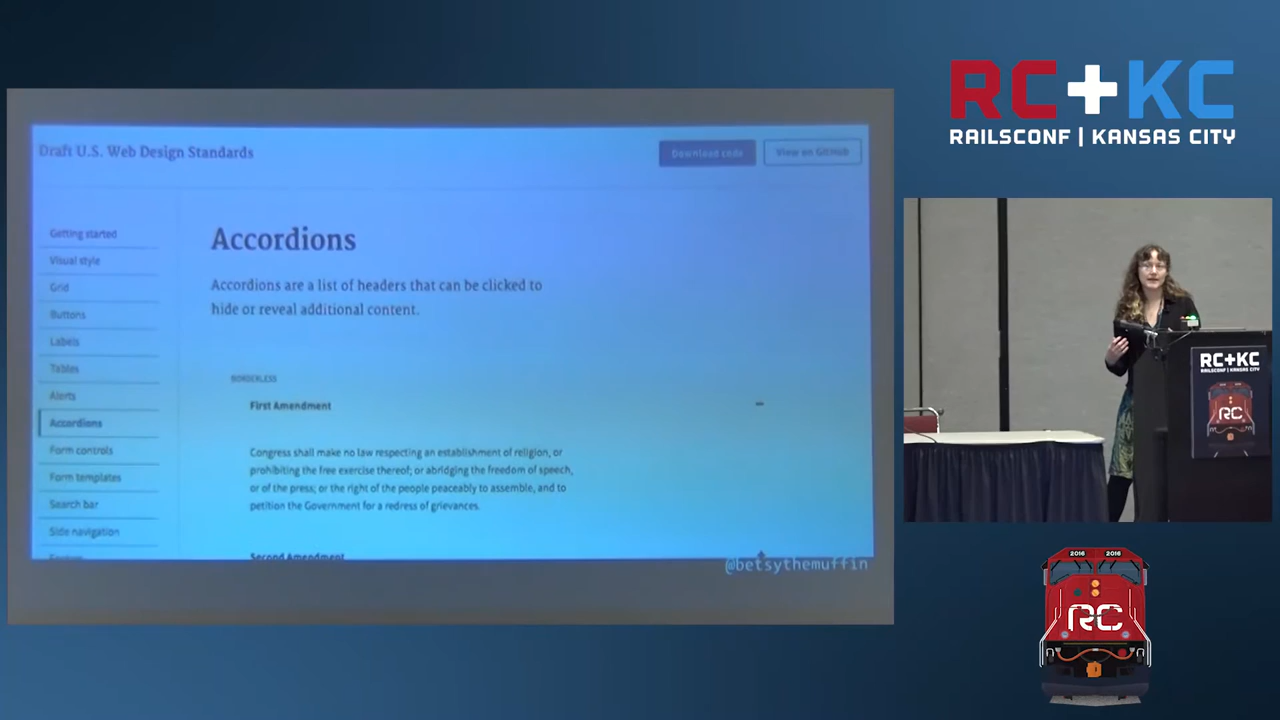 Draft U.S. Web Design Standards
Download code
View on GitHub
Getting started
Visual style
Grid
Buttons
Labels
Tables
Alerts
Accordions
Form controls
Form templates
Search bar
Side navigation
Accordions
Accordions are a list of headers that can be clicked to
hide or reveal additional content.
BORDERLESS
First Amendment
Congress shall make no law respecting an establishment of religion, or
prohibiting the free exercise thereof; or abridging the freedom of speech,
or of the press; or the right of the people peaceably to assemble, and to
petition the Government for a redress of grievances.
Second Amendment
@betsythemuffin
RC+KC
RAILSCONF | KANSAS CITY
RC+KC
RAILSCONF | KANSAS CITY
RC
2016 2016
RC